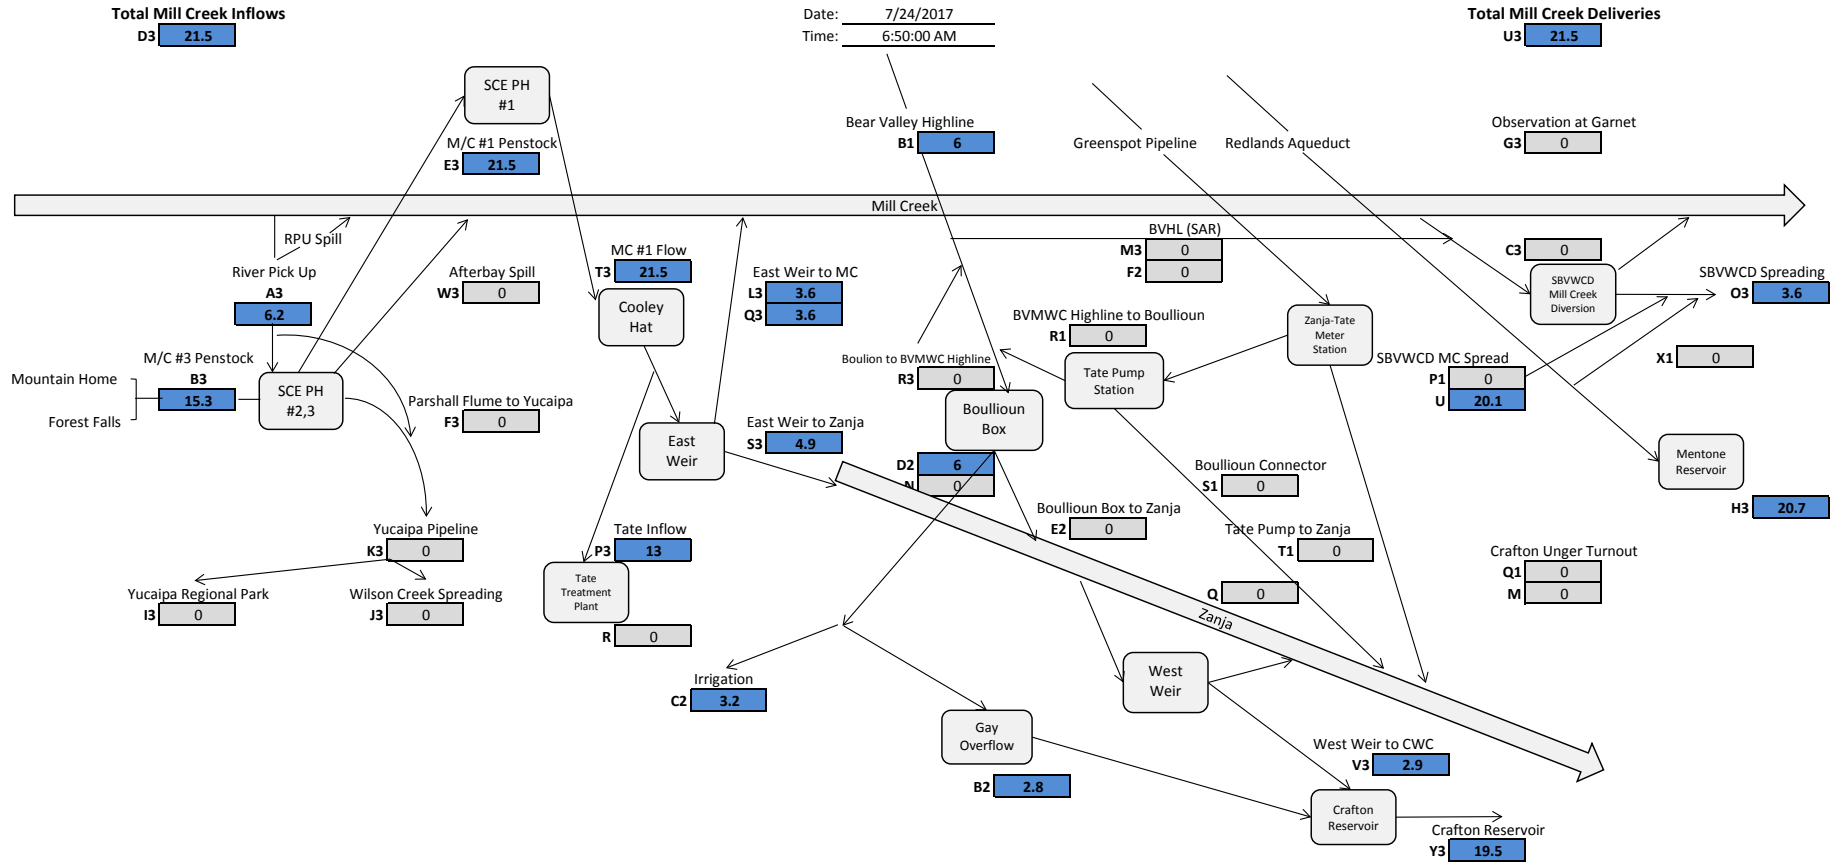 Total Mill Creek Inflows
D3 21.5
Date: 7/24/2017
Time: 6:50:00 AM
Total Mill Creek Deliveries
U3 21.5
SCE PH
#1
M/C #1 Penstock
E3 21.5
Bear Valley Highline
B1 6
Greenspot Pipeline
Redlands Aqueduct
Observation at Garnet
G3 0
Mill Creek
RPU Spill
River Pick Up
A3
6.2
Afterbay Spill
W3 0
MC #1 Flow
T3 21.5
Cooley
Hat
East Weir to MC
L3 3.6
Q3 3.6
BVHL (SAR)
M3 0
F2 0
C3 0
SBVWCD
Mill Creek
Diversion
SBVWCD Spreading
O3 3.6
BVMWC Highline to Boullioun
R1 0
Zanja-Tate
Meter
Station
Boulion to BVMWC Highline
R3 0
Tate Pump
Station
SBVWCD MC Spread
P1 0
U 20.1
X1 0
Mountain Home
Forest Falls
M/C #3 Penstock
B3
15.3
SCE PH
#2,3
Parshall Flume to Yucaipa
F3 0
East
Weir
East Weir to Zanja
S3 4.9
Boullioun
Box
D2 6
N 0
Boullioun Connector
S1 0
Mentone
Reservoir
H3 20.7
Boullioun Box to Zanja
E2 0
Tate Pump to Zanja
T1 0
Yucaipa Pipeline
K3 0
Tate Inflow
P3 13
Tate
Treatment
Plant
R 0
Crafton Unger Turnout
Q1 0
M 0
Yucaipa Regional Park
I3 0
Wilson Creek Spreading
J3 0
Q 0
Zanja
Irrigation
C2 3.2
West
Weir
Gay
Overflow
B2 2.8
West Weir to CWC
V3 2.9
Crafton
Reservoir
Crafton Reservoir
Y3 19.5